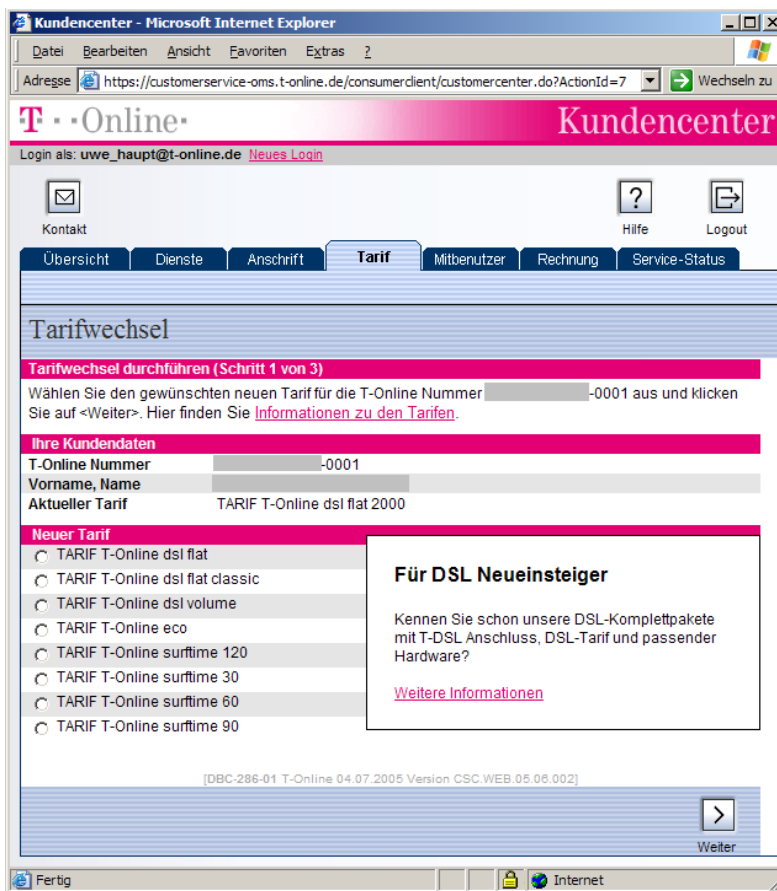 Kundencenter - Microsoft Internet Explorer
Datei Bearbeiten Ansicht Favoriten Extras ?
Adresse https://customerservice-oms.t-online.de/consumerclient/customercenter.do?ActionId=7 Wechseln zu
T · · Online · Kundencenter
Login als: uwe_haupt@t-online.de Neues Login
Kontakt Hilfe Logout
Übersicht Dienste Anschrift Tarif Mitbenutzer Rechnung Service-Status
Tarifwechsel
Tarifwechsel durchführen (Schritt 1 von 3)
Wählen Sie den gewünschten neuen Tarif für die T-Online Nummer -0001 aus und klicken
Sie auf <Weiter>. Hier finden Sie Informationen zu den Tarifen.
Ihre Kundendaten
T-Online Nummer -0001
Vorname, Name
Aktueller Tarif TARIF T-Online dsl flat 2000
Neuer Tarif
TARIF T-Online dsl flat
TARIF T-Online dsl flat classic
TARIF T-Online dsl volume
TARIF T-Online eco
TARIF T-Online surftime 120
TARIF T-Online surftime 30
TARIF T-Online surftime 60
TARIF T-Online surftime 90
Für DSL Neueinsteiger
Kennen Sie schon unsere DSL-Komplettpakete
mit T-DSL Anschluss, DSL-Tarif und passender
Hardware?
Weitere Informationen
[DBC-286-01 T-Online 04.07.2005 Version CSC.WEB.05.06.002]
Weiter
Fertig Internet